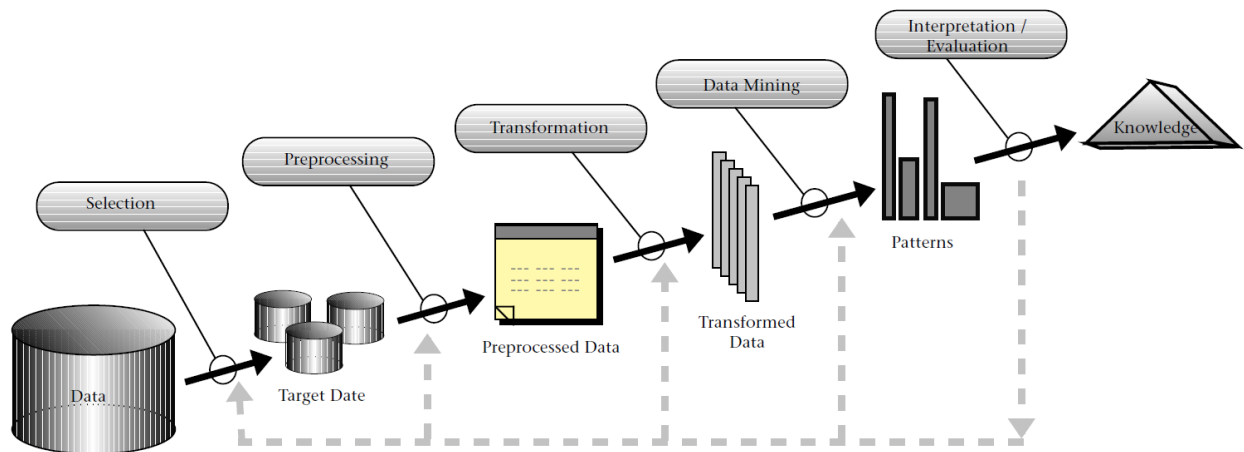 Interpretation /
Evaluation
Data Mining
Transformation
Preprocessing
Selection
Knowledge
Patterns
Transformed
Data
Preprocessed Data
Target Date
Data